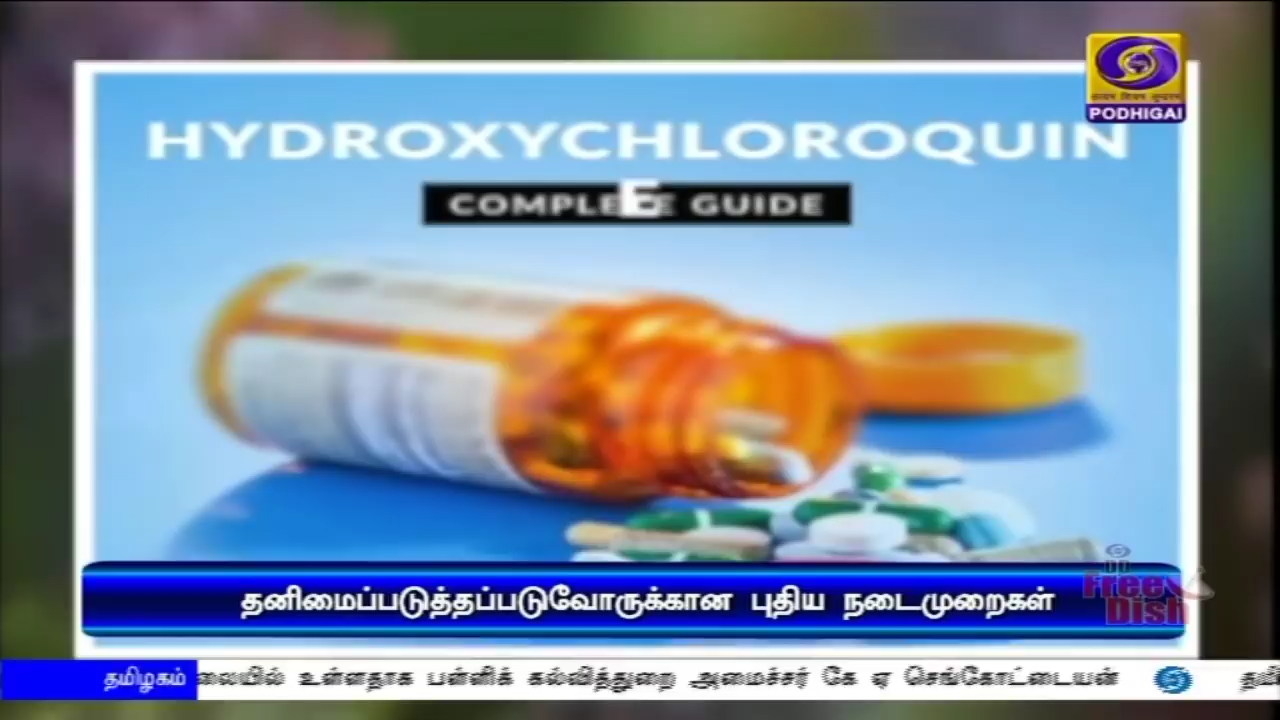 PODHIGAI
HYDROXYCHLOROQUIN
E
COMPLETE GUIDE
தனிமைப்படுத்தப்படுவோருக்கான புதிய நடைமுறைகள்
DD
Free Dish
தமிழகம் லையில் உள்ளதாக பள்ளிக் கல்வித்துறை அமைச்சர் கே ஏ செங்கோட்டையன்